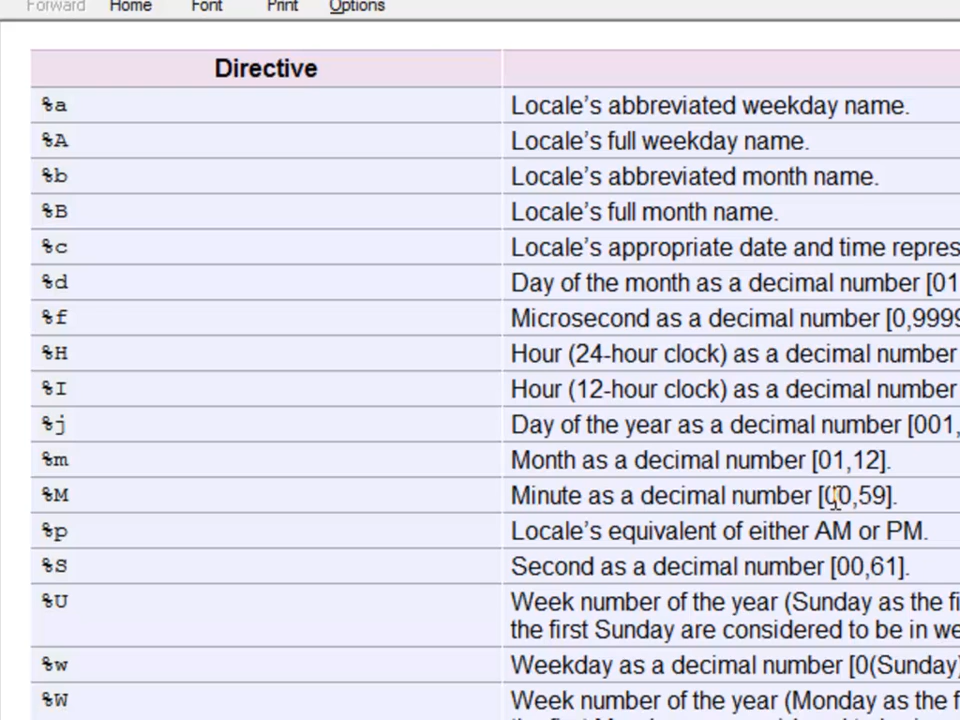 Forward Home Font Print Options
Directive
%a Locale's abbreviated weekday name.
%A Locale's full weekday name.
%b Locale's abbreviated month name.
%B Locale's full month name.
%c Locale's appropriate date and time repres
%d Day of the month as a decimal number [01
%f Microsecond as a decimal number [0,9999
%H Hour (24-hour clock) as a decimal number
%I Hour (12-hour clock) as a decimal number
%j Day of the year as a decimal number [001,
%m Month as a decimal number [01,12].
%M Minute as a decimal number [00,59].
%p Locale's equivalent of either AM or PM.
%S Second as a decimal number [00,61].
%U Week number of the year (Sunday as the fi
the first Sunday are considered to be in we
%w Weekday as a decimal number [0(Sunday)
%W Week number of the year (Monday as the f